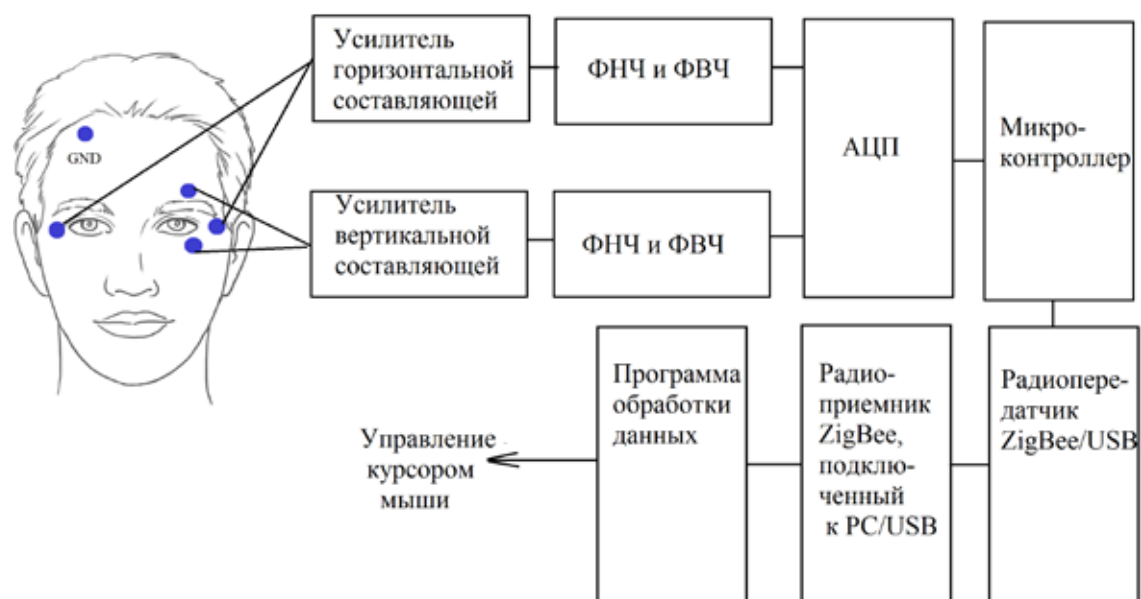 GND
Усилитель
горизонтальной
составляющей
ФНЧ и ФВЧ
АЦП
Микро-
контроллер
Усилитель
вертикальной
составляющей
ФНЧ и ФВЧ
Радиопере-
датчик
ZigBee/USB
Радио-
приемник
ZigBee,
подклю-
ченный
к PC/USB
Программа
обработки
данных
Управление
курсором
мыши